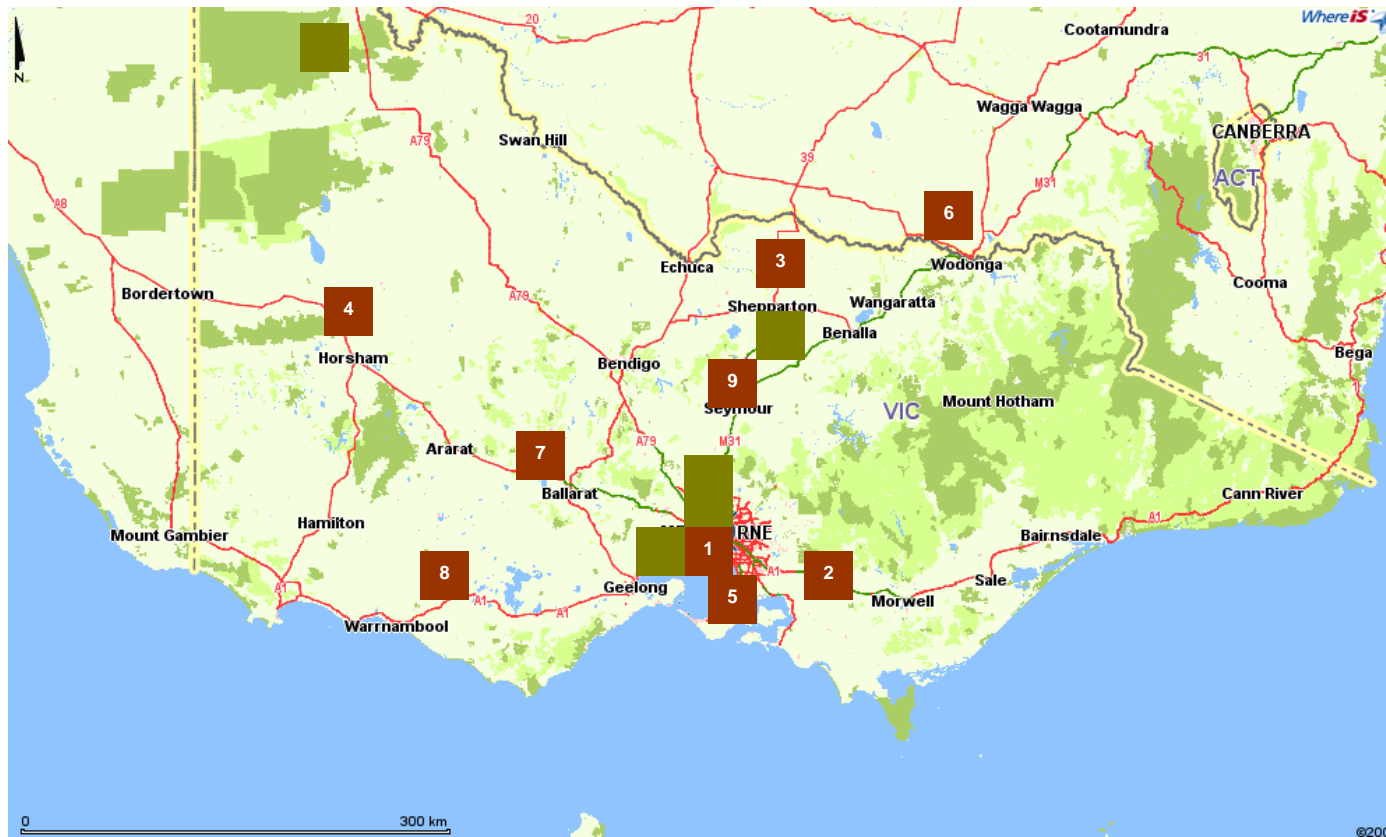 WhereiS
20
Cootamundra
31
N
Wagga Wagga
CANBERRA
Swan Hill
A79
39
ACT
M31
A8
6
Echuca
3
Wodonga
Cooma
Bordertown
A79
Shepparton
Wangaratta
4
Benalla
Horsham
Bendigo
Bega
9
1
Seymour
VIC
Mount Hotham
A79
M31
Ararat
7
Ballarat
Cann River
Hamilton
A1
Mount Gambier
RNE
Bairnsdale
1
8
2
A1
Geelong
Sale
A1
5
A1
A1
Morwell
Warrnambool
0
300 km